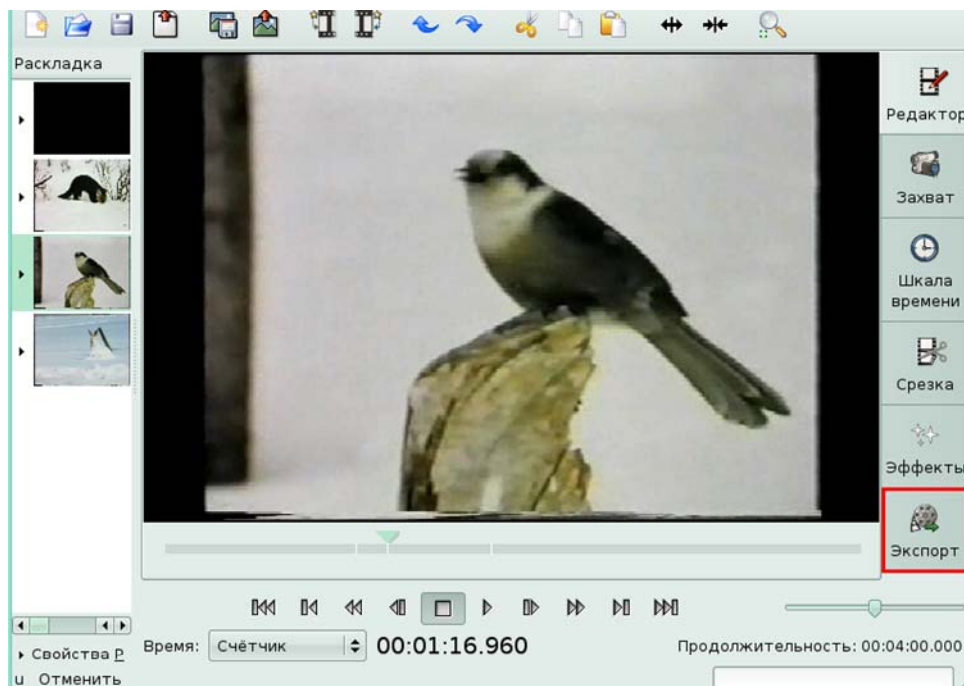 Раскладка
Редактор
Захват
Шкала
времени
Срезка
Эффекты
Экспорт
Время: Счётчик 00:01:16.960 Продолжительность: 00:04:00.000
Свойства Р
u Отменить